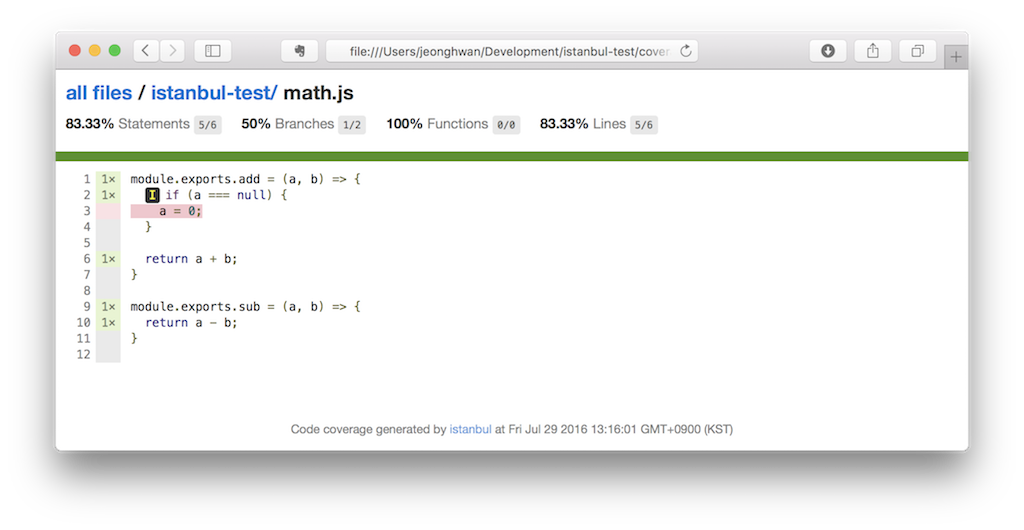 file:///Users/jeonghwan/Development/istanbul-test/cover
all files / istanbul-test/ math.js
83.33% Statements 5/6 50% Branches 1/2 100% Functions 0/0 83.33% Lines 5/6
1 1× module.exports.add = (a, b) => {
2 1× I if (a === null) {
3 a = 0;
4 }
5
6 1× return a + b;
7 }
8
9 1× module.exports.sub = (a, b) => {
10 1× return a - b;
11 }
12
Code coverage generated by istanbul at Fri Jul 29 2016 13:16:01 GMT+0900 (KST)